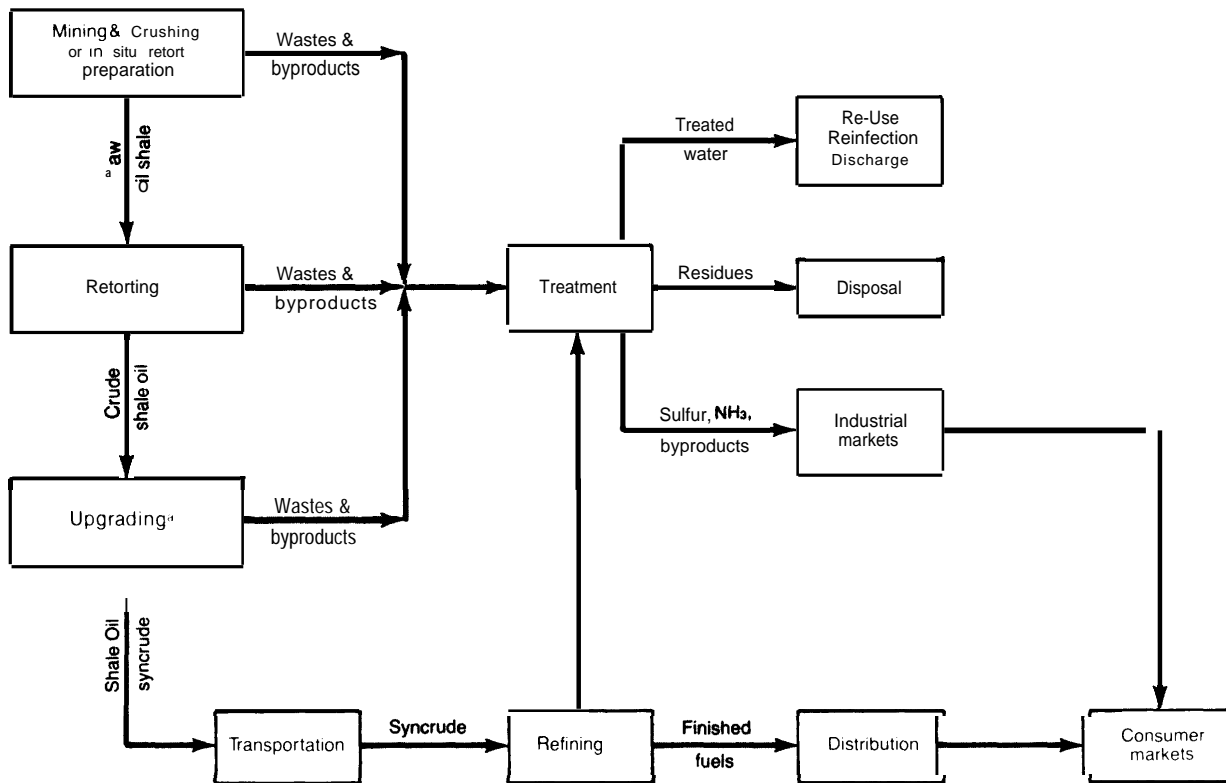 Mining & Crushing
or in situ retort
preparation
Wastes &
byproducts
Treated
water
Re-Use
Reinfection
Discharge
a aw
oil shale
Retorting
Wastes &
byproducts
Treatment
Residues
Disposal
Crude
shale oil
Sulfur, NH₃,
byproducts
Industrial
markets
Upgradingᵃ
Wastes &
byproducts
Shale Oil
syncrude
Transportation
Syncrude
Refining
Finished
fuels
Distribution
Consumer
markets